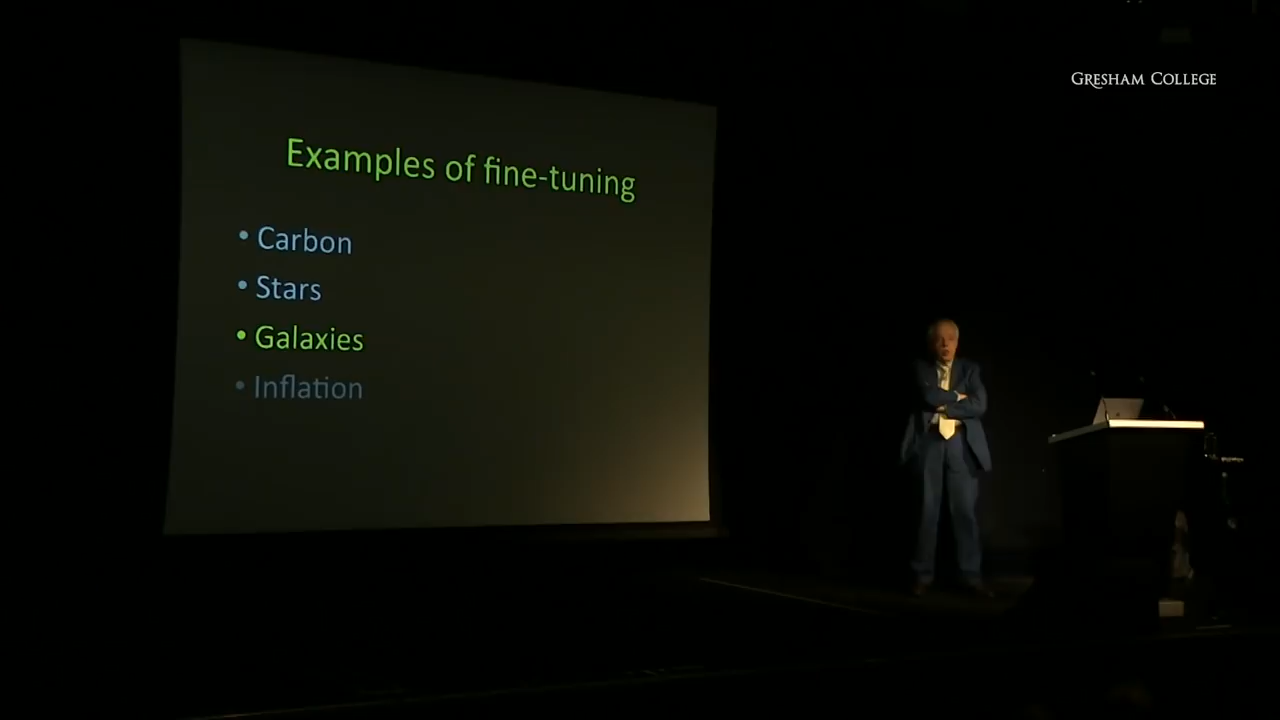 GRESHAM COLLEGE
Examples of fine-tuning
• Carbon
• Stars
• Galaxies
• Inflation